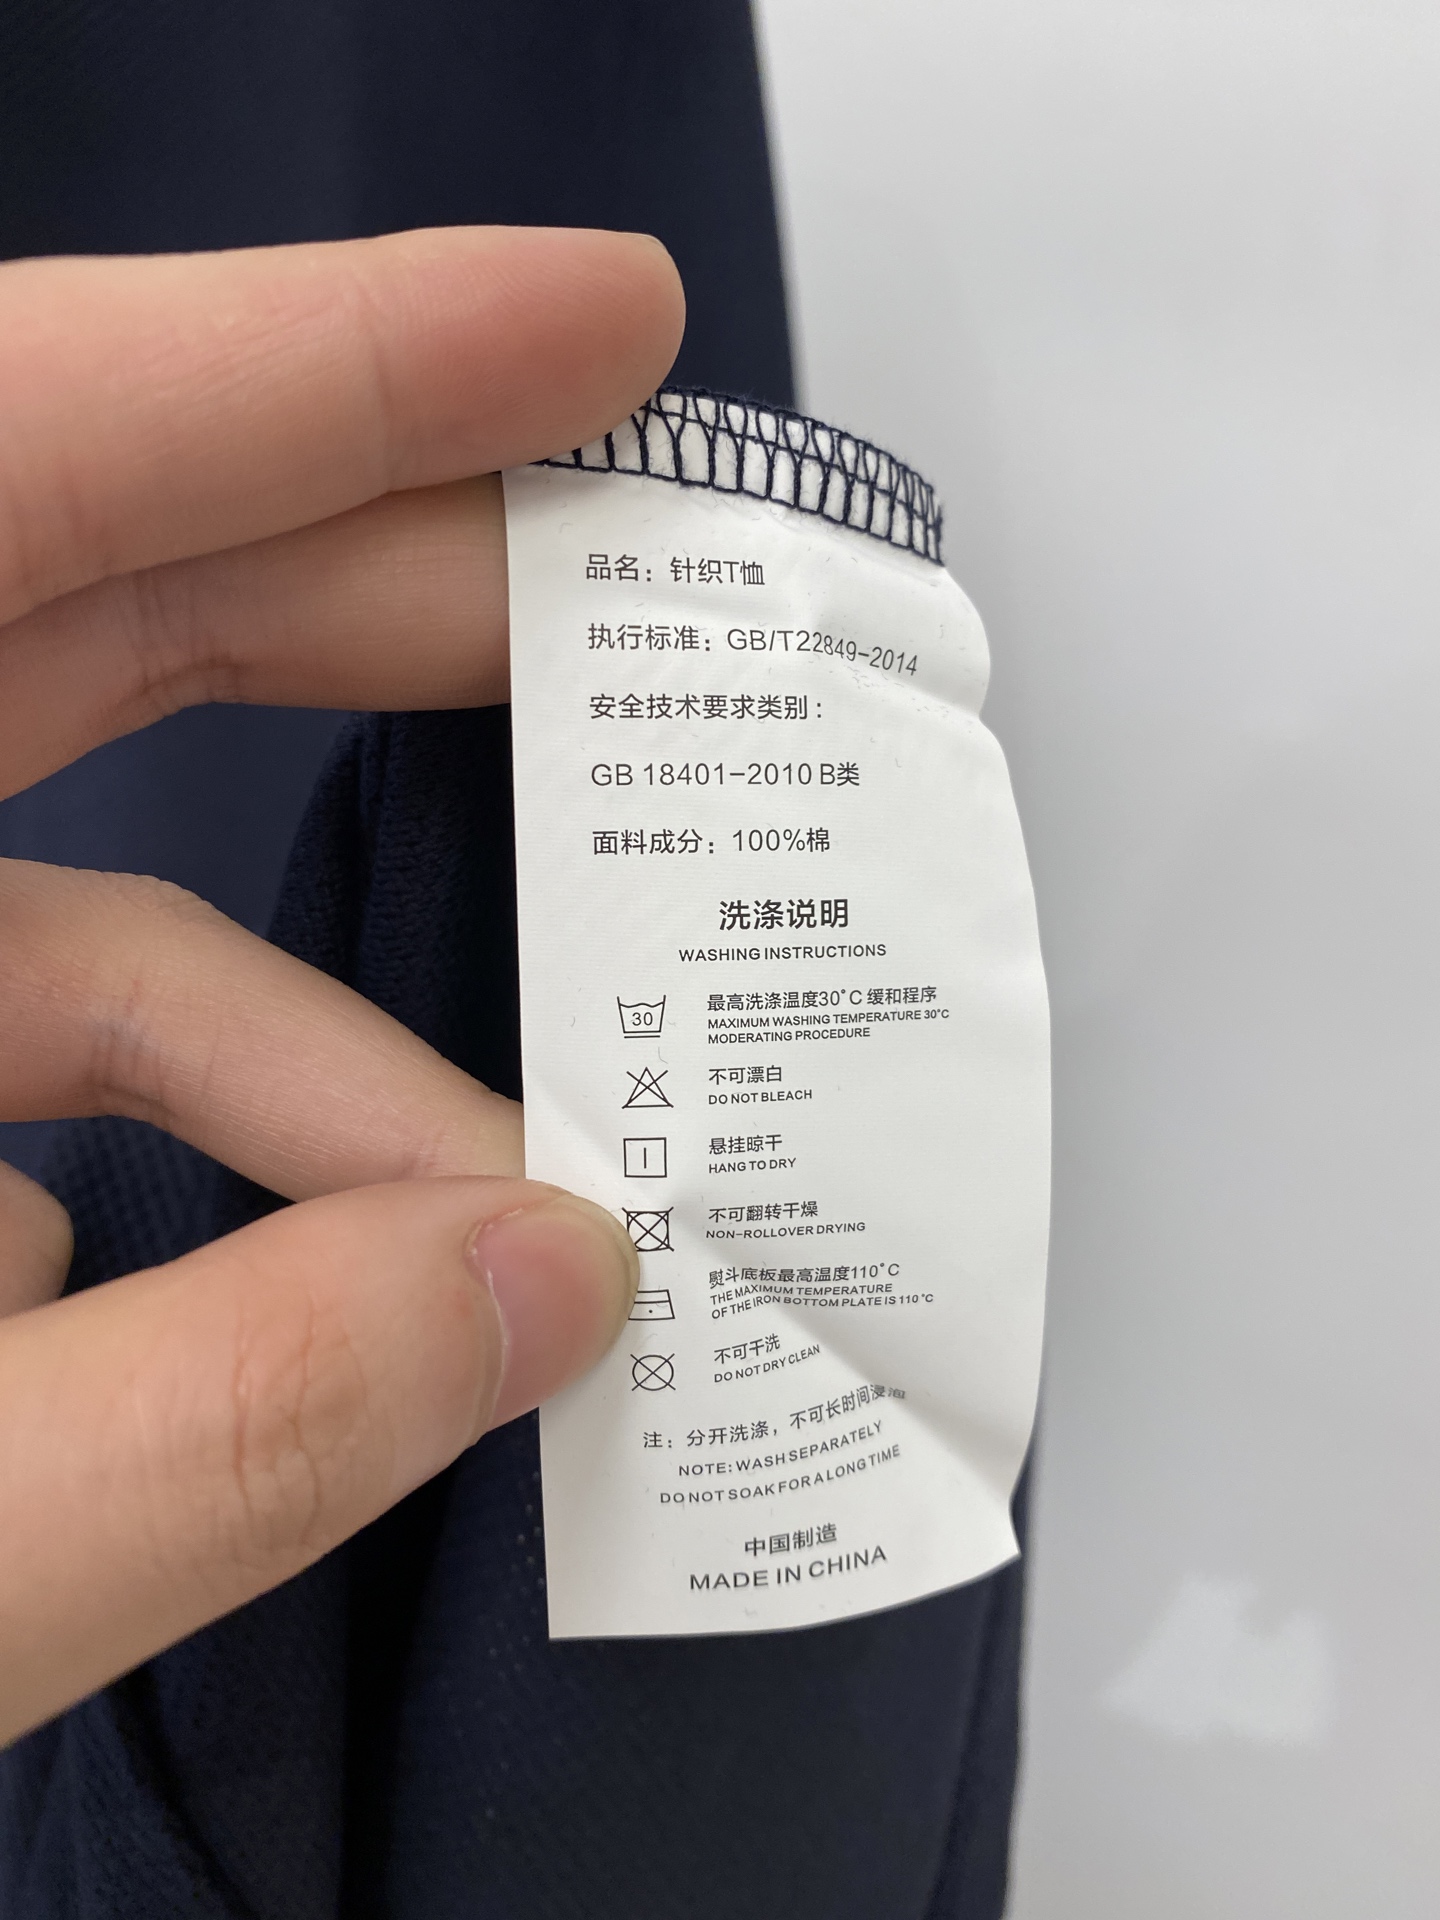 品名：针织T恤
执行标准：GB/T22849-2014
安全技术要求类别：
GB 18401-2010 B类
面料成分：100%棉
洗涤说明
WASHING INSTRUCTIONS
30
最高洗涤温度30°C 缓和程序
MAXIMUM WASHING TEMPERATURE 30°C
MODERATING PROCEDURE
不可漂白
DO NOT BLEACH
悬挂晾干
HANG TO DRY
不可翻转干燥
NON-ROLLOVER DRYING
熨斗底板最高温度110°C
THE MAXIMUM TEMPERATURE
OF THE IRON BOTTOM PLATE IS 110°C
不可干洗
DO NOT DRY CLEAN
注：分开洗涤，不可长时间浸泡
NOTE: WASH SEPARATELY
DO NOT SOAK FOR A LONG TIME
中国制造
MADE IN CHINA